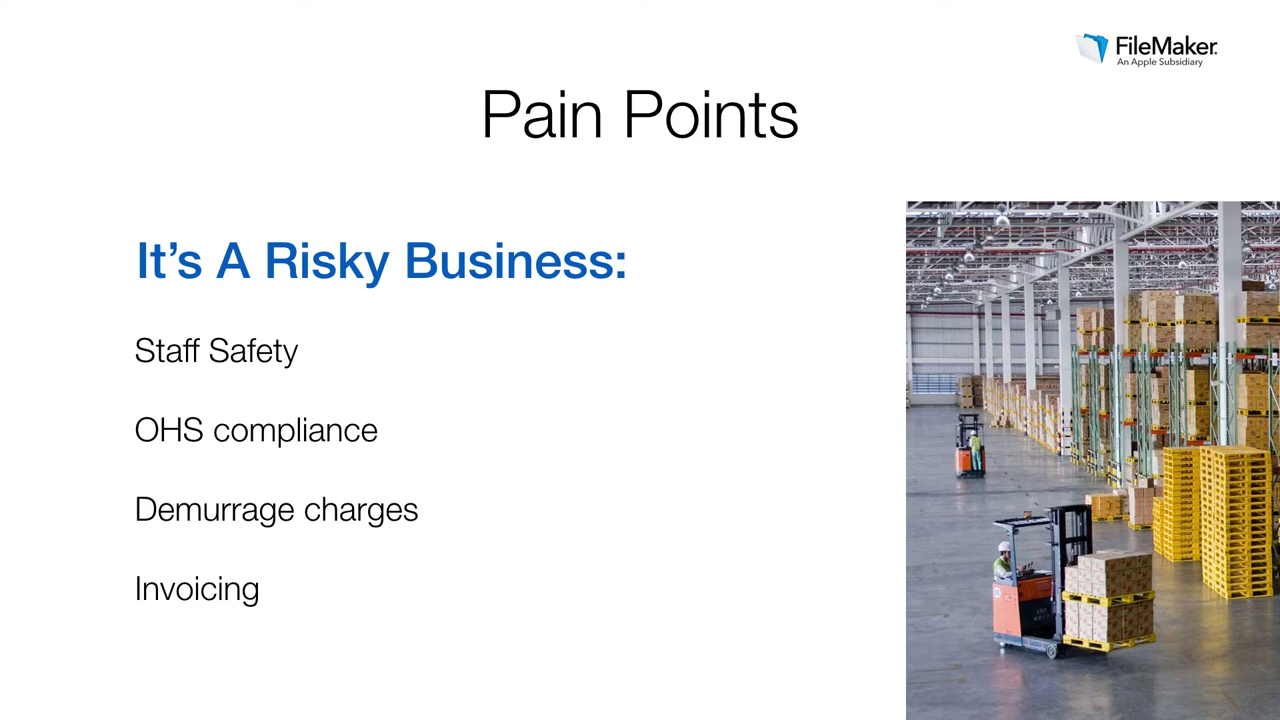 FileMaker.
An Apple Subsidiary
Pain Points
It's A Risky Business:
Staff Safety
OHS compliance
Demurrage charges
Invoicing